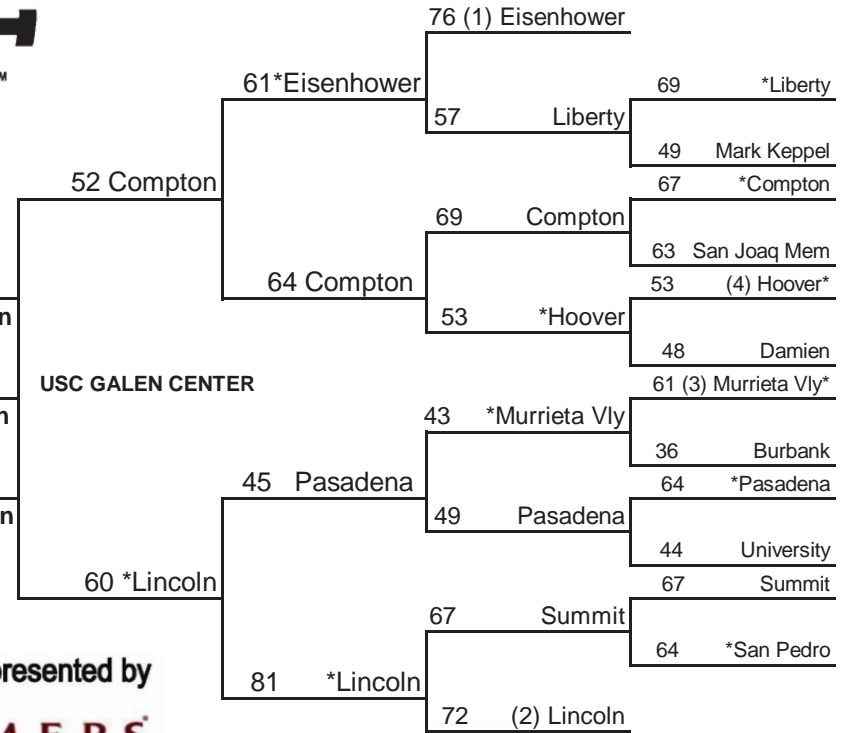 76 (1) Eisenhower
61*Eisenhower
69 *Liberty
57 Liberty
49 Mark Keppel
52 Compton
67 *Compton
69 Compton
63 San Joaq Mem
64 Compton
53 (4) Hoover*
53 *Hoover
48 Damien
USC GALEN CENTER
61 (3) Murrieta Vly*
43 *Murrieta Vly
36 Burbank
45 Pasadena
64 *Pasadena
49 Pasadena
44 University
60 *Lincoln
67 Summit
67 Summit
64 *San Pedro
presented by
81 *Lincoln
72 (2) Lincoln